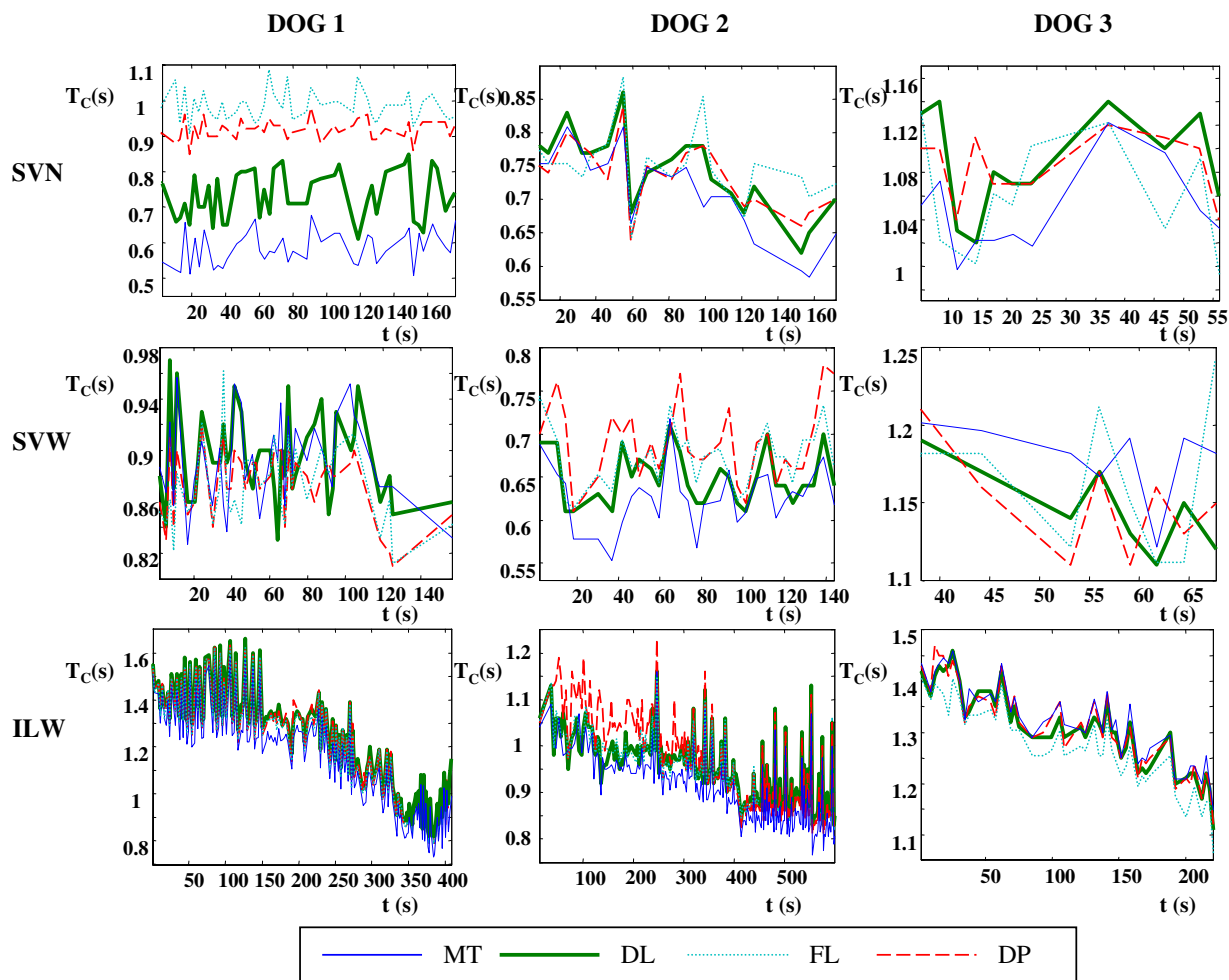 DOG 1 DOG 2 DOG 3
SVN
T_C(s)
1.1
1
0.9
0.8
0.7
0.6
0.5
20 40 60 80 100 120 140 160
t (s)
T_C(s)
0.85
0.8
0.75
0.7
0.65
0.6
0.55
20 40 60 80 100 120 140 160
t (s)
T_C(s)
1.16
1.12
1.08
1.04
1
10 15 20 25 30 35 40 45 50 55
t (s)
SVW
T_C(s)
0.98
0.94
0.9
0.86
0.82
20 40 60 80 100 120 140
t (s)
T_C(s)
0.8
0.7
0.65
0.6
0.53
20 40 60 80 100 120 140
t (s)
T_C(s)
1.25
1.2
1.15
1.1
40 45 50 55 60 65
t (s)
ILW
T_C(s)
1.6
1.4
1.2
1
0.8
50 100 150 200 250 300 350 400
t (s)
T_C(s)
1.2
1.1
1
0.9
0.8
100 200 300 400 500
t (s)
T_C(s)
1.5
1.4
1.3
1.2
1.1
50 100 150 200
t (s)
MT DL FL DP